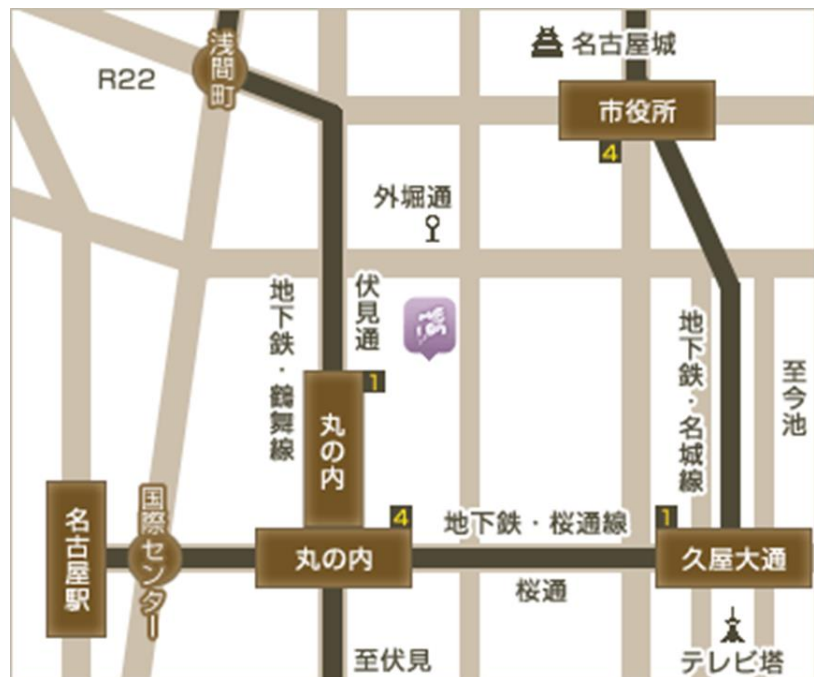 浅間町
名古屋城
R22
市役所
4
外堀通
地下鉄・鶴舞線
伏見通
地下鉄・名城線
至今池
1
丸の内
名古屋駅
国際センター
4
地下鉄・桜通線
1
丸の内
久屋大通
桜通
至伏見
テレビ塔